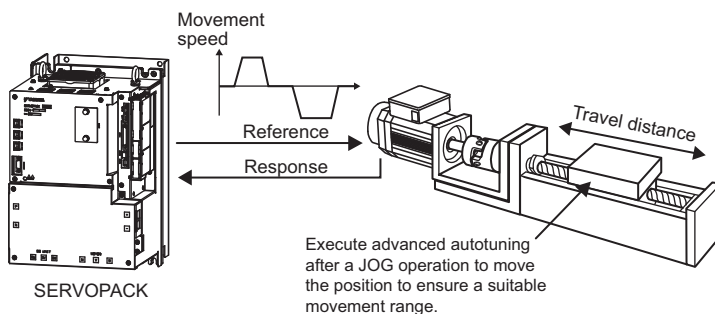 Movement
speed
Reference
Response
Travel distance
Execute advanced autotuning
after a JOG operation to move
the position to ensure a suitable
movement range.
SERVOPACK